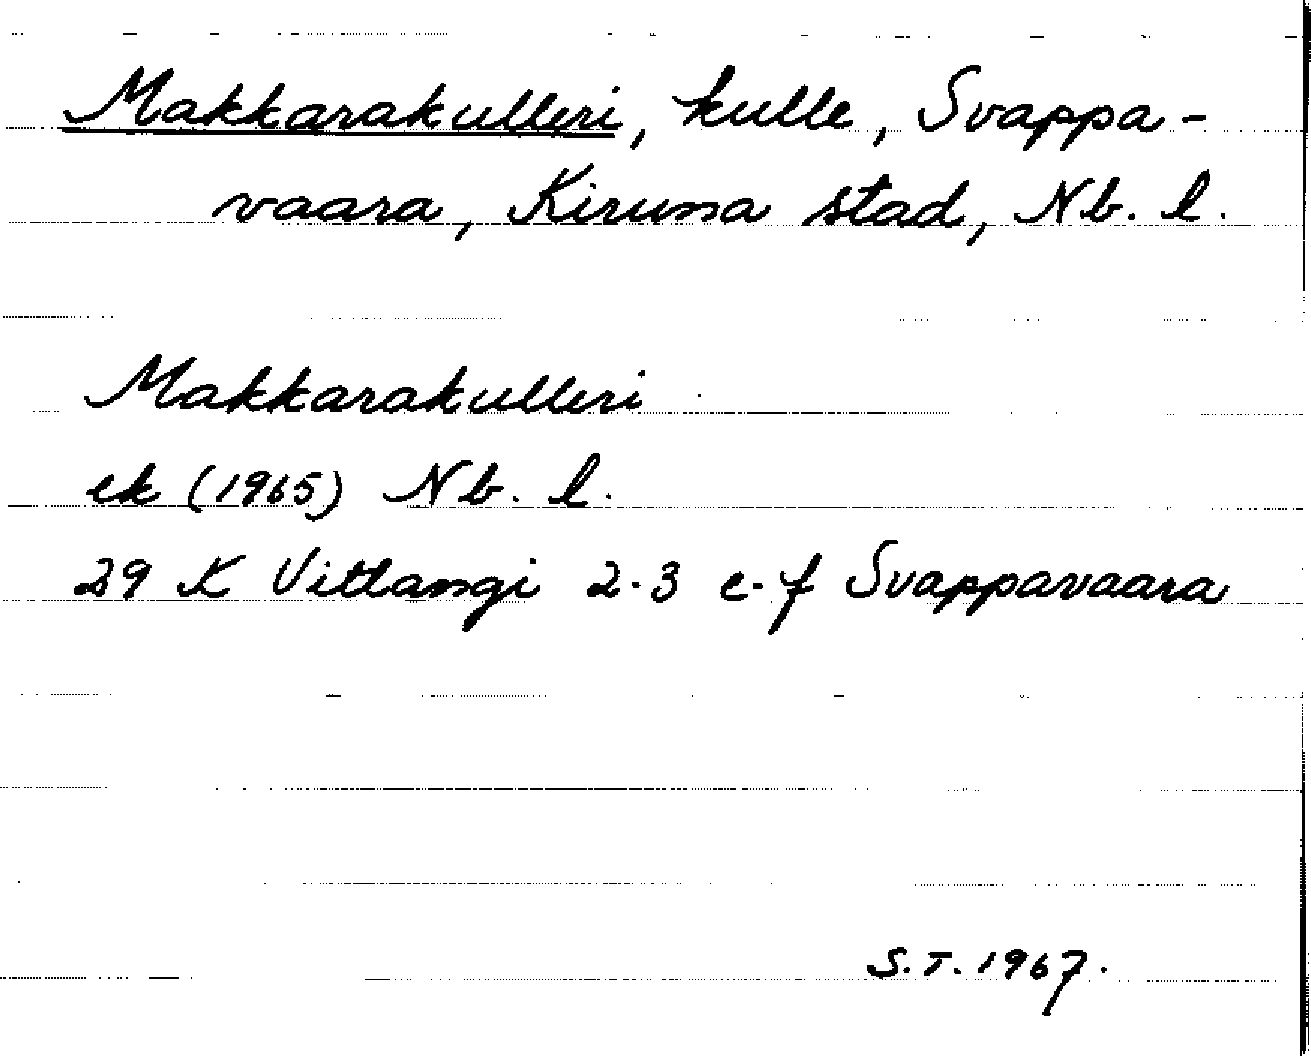 Makkarakulleri, kulle, Svappa-
vaara, Kiruna stad, Nb. l.
Makkarakulleri
ek (1965) Nb. l.
29 K Vittangi 2-3 e-f Svappavaara
S.T. 1967.